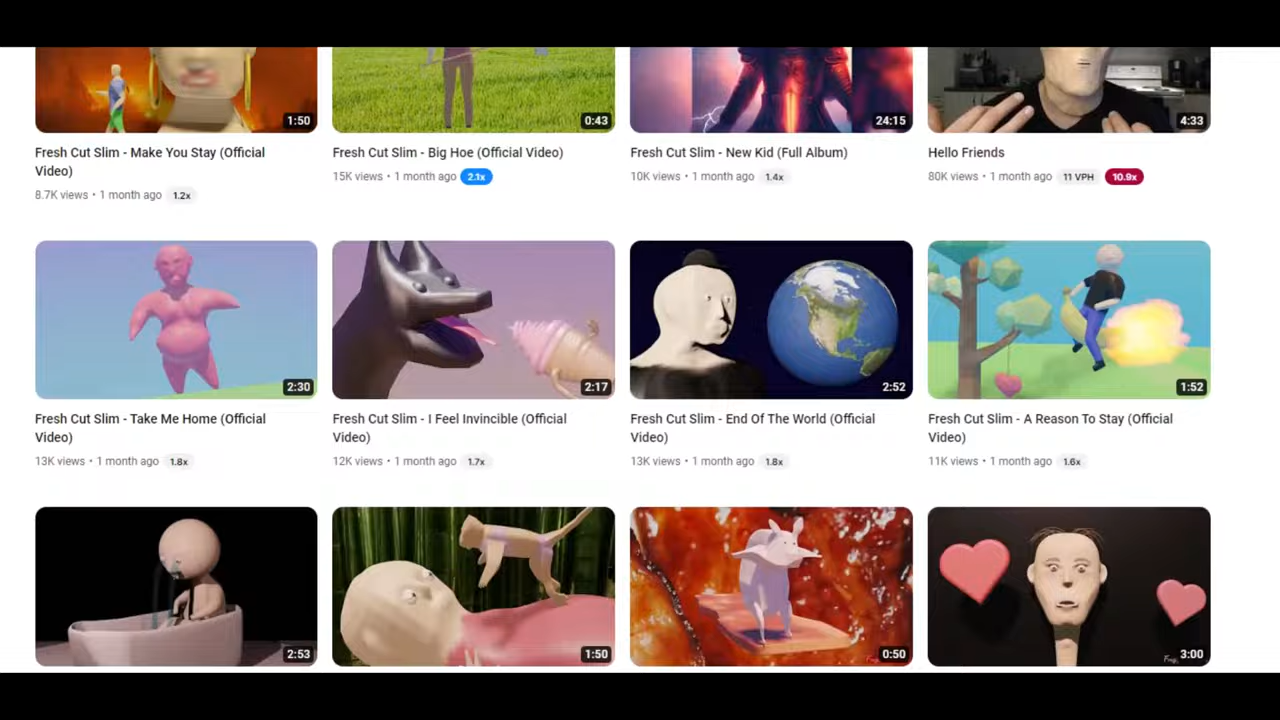 1:50
0:43
24:15
4:33
Fresh Cut Slim - Make You Stay (Official
Video)
8.7K views • 1 month ago 1.2x
Fresh Cut Slim - Big Hoe (Official Video)
15K views • 1 month ago 2.1x
Fresh Cut Slim - New Kid (Full Album)
10K views • 1 month ago 1.4x
Hello Friends
80K views • 1 month ago 11 VPH 10.9x
2:30
2:17
2:52
1:52
Fresh Cut Slim - Take Me Home (Official
Video)
13K views • 1 month ago 1.8x
Fresh Cut Slim - I Feel Invincible (Official
Video)
12K views • 1 month ago 1.7x
Fresh Cut Slim - End Of The World (Official
Video)
13K views • 1 month ago 1.8x
Fresh Cut Slim - A Reason To Stay (Official
Video)
11K views • 1 month ago 1.6x
2:53
1:50
0:50
3:00